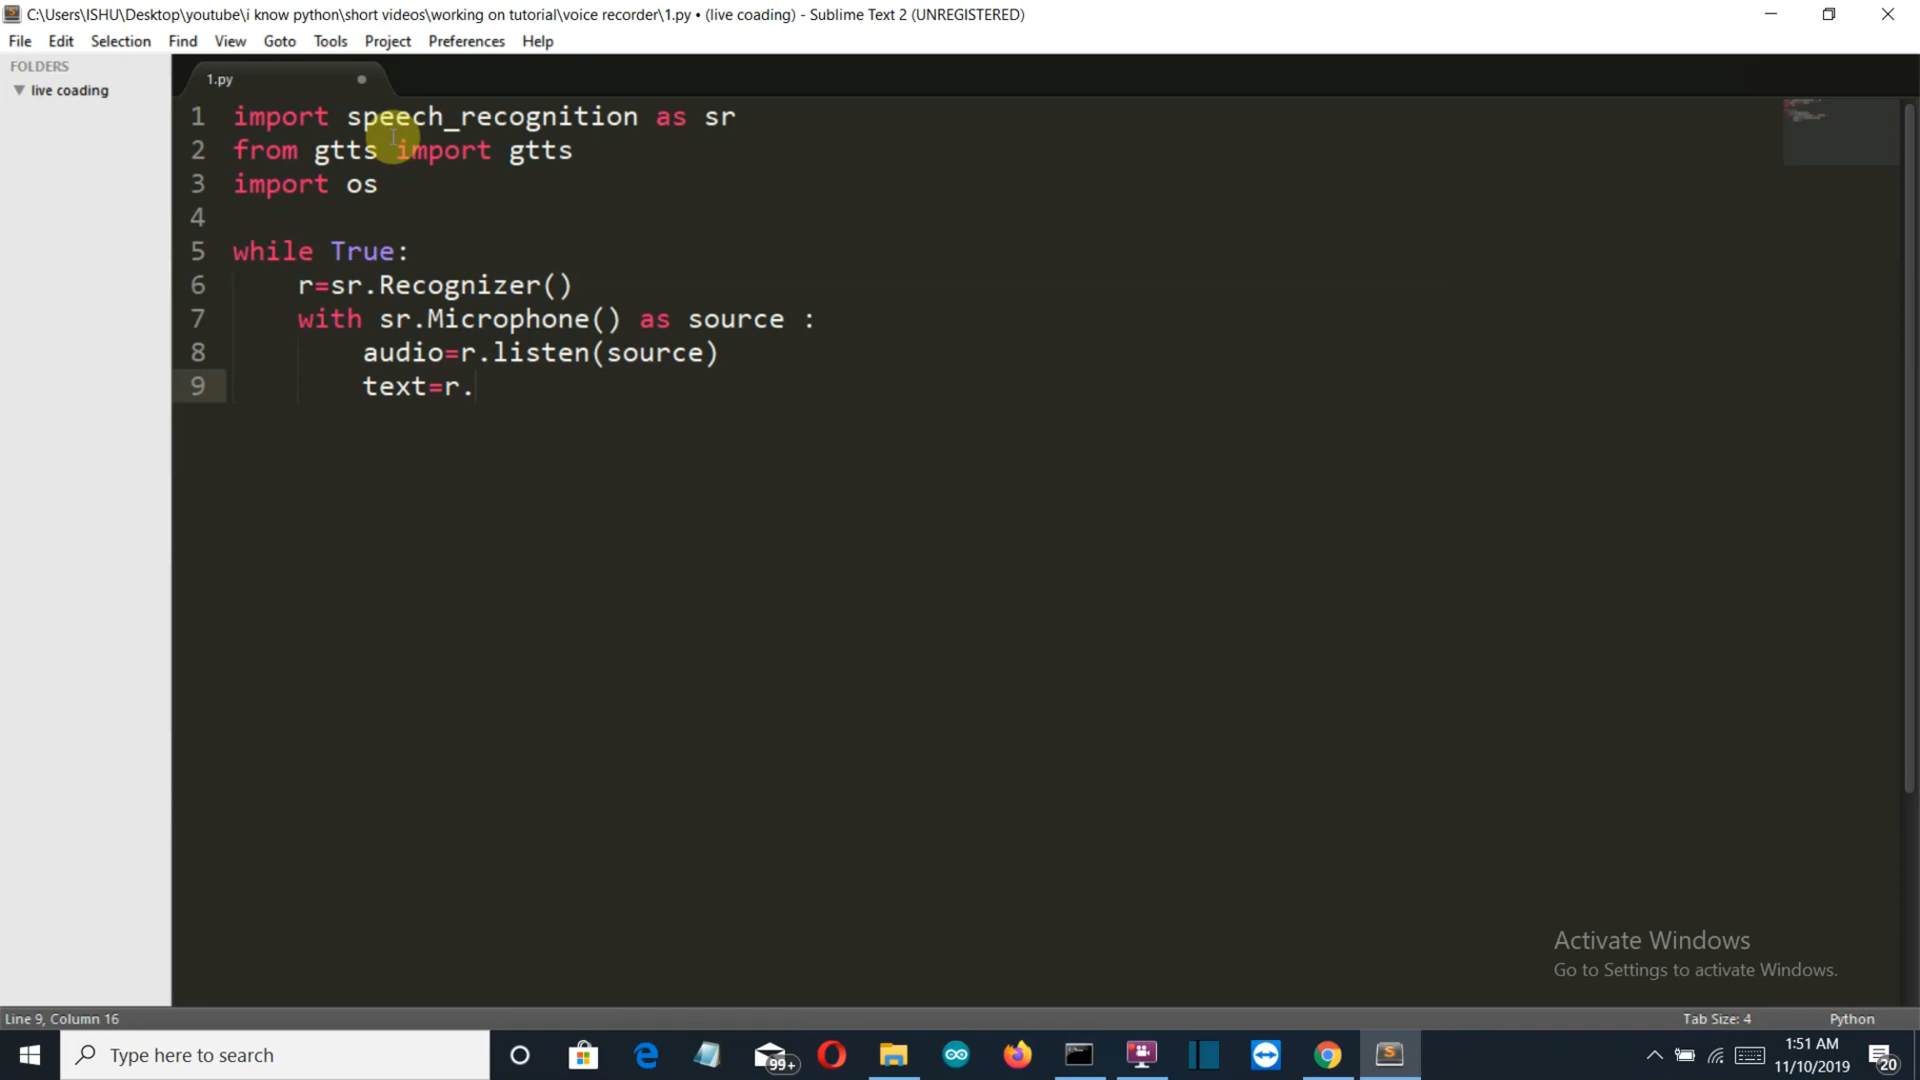 C:\Users\ISHU\Desktop\youtube\i know python\short videos\working on tutorial\voice recorder\1.py • (live coading) - Sublime Text 2 (UNREGISTERED)
File Edit Selection Find View Goto Tools Project Preferences Help
FOLDERS
live coading
1.py
1 import speech_recognition as sr
2 from gtts import gtts
3 import os
4
5 while True:
6 r=sr.Recognizer()
7 with sr.Microphone() as source :
8 audio=r.listen(source)
9 text=r.
Activate Windows
Go to Settings to activate Windows.
Line 9, Column 16
Tab Size: 4
Python
Type here to search
99+
1:51 AM
11/10/2019
20